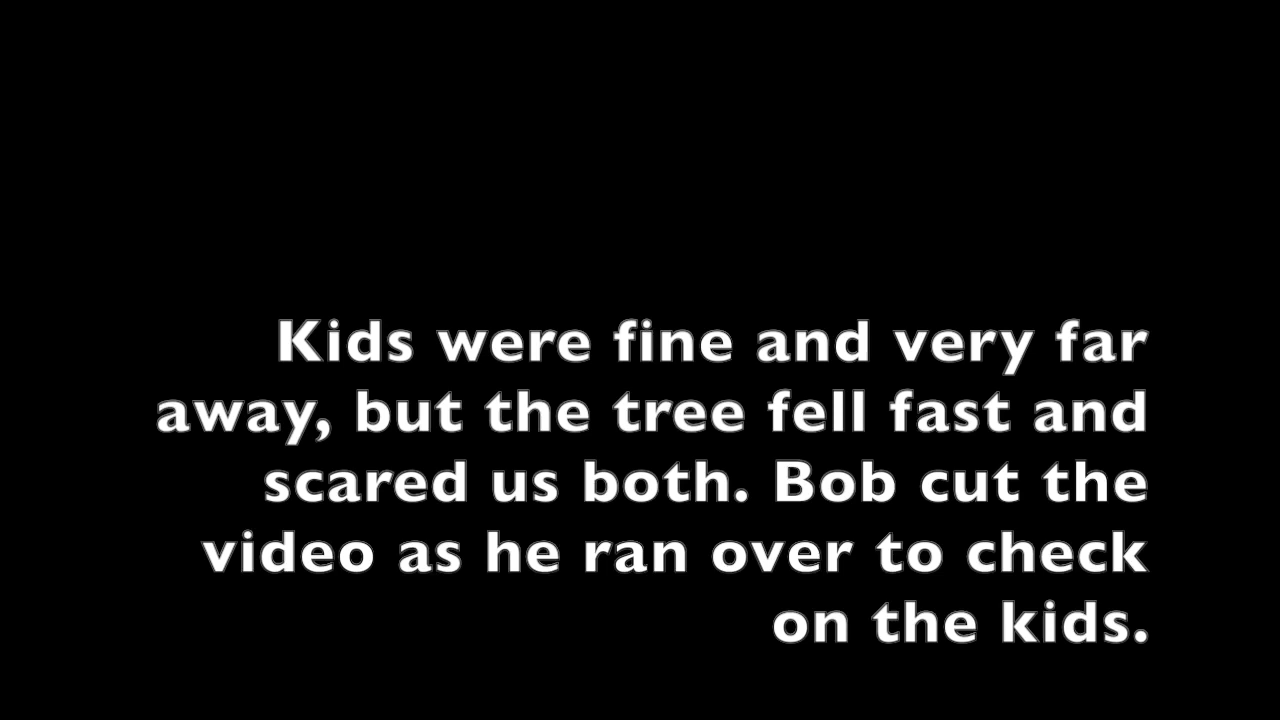 Kids were fine and very far
away, but the tree fell fast and
scared us both. Bob cut the
video as he ran over to check
on the kids.